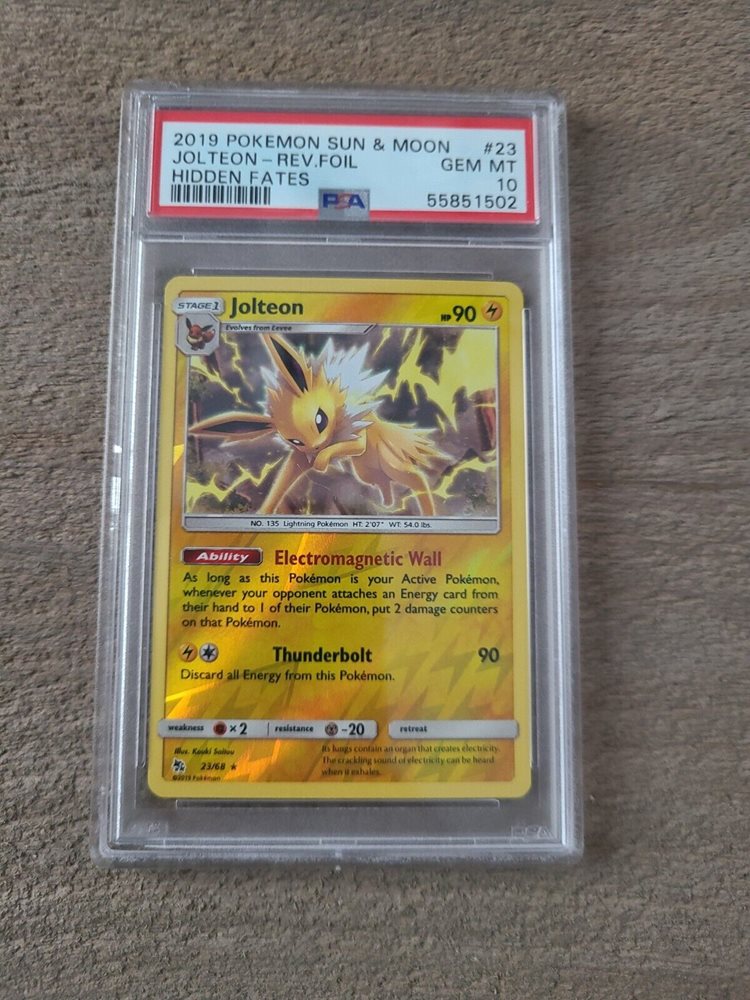 2019 POKEMON SUN & MOON #23
JOLTEON - REV.FOIL GEM MT
HIDDEN FATES 10
PSA 55851502
STAGE 1 Jolteon HP 90
Evolves from Eevee
NO. 135 Lightning Pokémon HT: 2'07" WT: 54.0 lbs.
Ability Electromagnetic Wall
As long as this Pokémon is your Active Pokémon,
whenever your opponent attaches an Energy card from
their hand to 1 of their Pokémon, put 2 damage counters
on that Pokémon.
Thunderbolt 90
Discard all Energy from this Pokémon.
weakness ×2 resistance -20 retreat
Illus. Kouki Saitou
23/68 ★
©2019 Pokémon
Its lungs contain an organ that creates electricity.
The crackling sound of electricity can be heard
when it exhales.